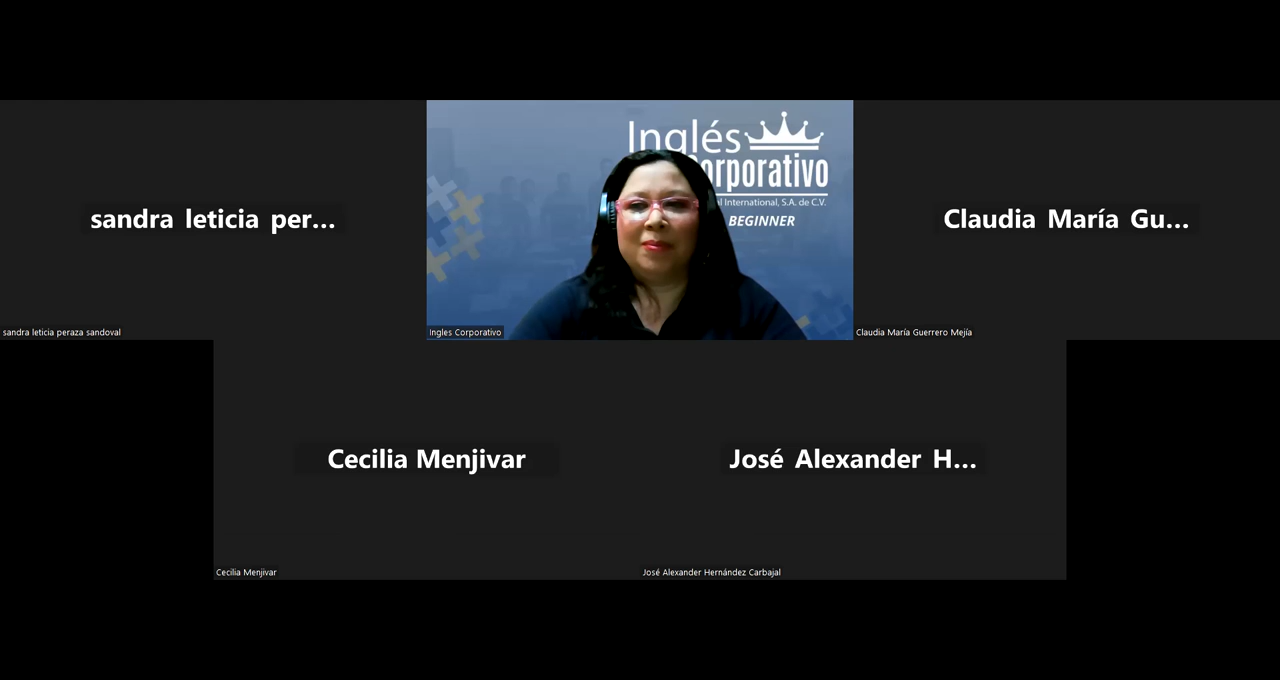 Inglés
Corporativo
al International, S.A. de C.V.
BEGINNER
sandra leticia per...
Claudia María Gu...
sandra leticia peraza sandoval
Ingles Corporativo
Claudia María Guerrero Mejía
Cecilia Menjivar
José Alexander H...
Cecilia Menjivar
José Alexander Hernández Carbajal